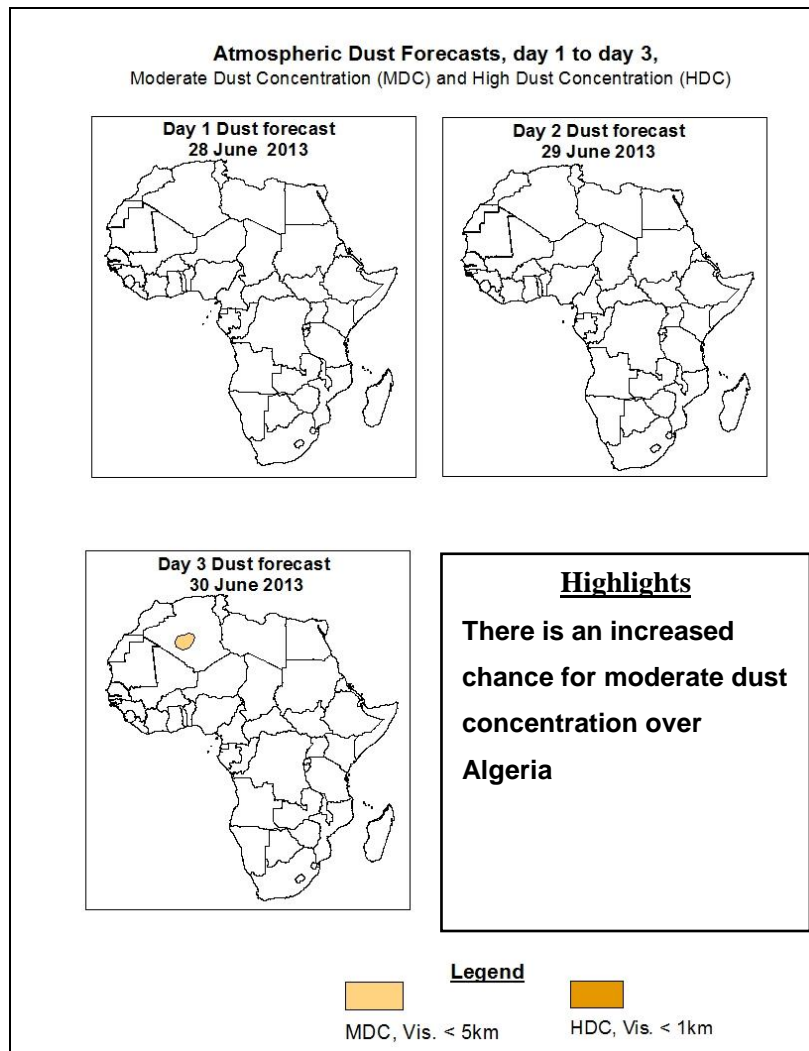 Atmospheric Dust Forecasts, day 1 to day 3,
Moderate Dust Concentration (MDC) and High Dust Concentration (HDC)
Day 1 Dust forecast
28 June 2013
Day 2 Dust forecast
29 June 2013
Day 3 Dust forecast
30 June 2013
Highlights
There is an increased
chance for moderate dust
concentration over
Algeria
Legend
MDC, Vis. < 5km
HDC, Vis. < 1km